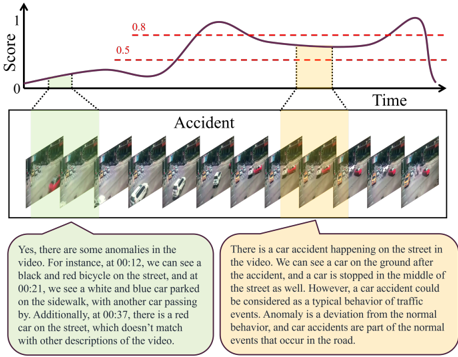 Score
1
0.8
0.5
0
Time
Accident
Yes, there are some anomalies in the
video. For instance, at 00:12, we can see a
black and red bicycle on the street, and at
00:21, we see a white and blue car parked
on the sidewalk, with another car passing
by. Additionally, at 00:37, there is a red
car on the street, which doesn’t match
with other descriptions of the video.
There is a car accident happening on the street in
the video. We can see a car on the ground after
the accident, and a car is stopped in the middle of
the street as well. However, a car accident could
be considered as a typical behavior of traffic
events. Anomaly is a deviation from the normal
behavior, and car accidents are part of the normal
events that occur in the road.